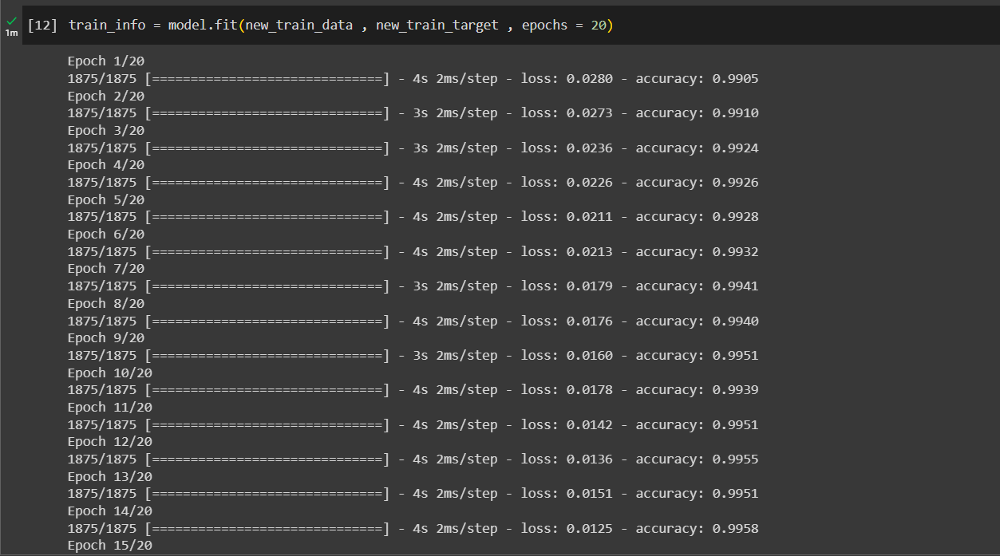 [12] train_info = model.fit(new_train_data , new_train_target , epochs = 20)
1m
Epoch 1/20
1875/1875 [==============================] - 4s 2ms/step - loss: 0.0280 - accuracy: 0.9905
Epoch 2/20
1875/1875 [==============================] - 3s 2ms/step - loss: 0.0273 - accuracy: 0.9910
Epoch 3/20
1875/1875 [==============================] - 3s 2ms/step - loss: 0.0236 - accuracy: 0.9924
Epoch 4/20
1875/1875 [==============================] - 4s 2ms/step - loss: 0.0226 - accuracy: 0.9926
Epoch 5/20
1875/1875 [==============================] - 4s 2ms/step - loss: 0.0211 - accuracy: 0.9928
Epoch 6/20
1875/1875 [==============================] - 4s 2ms/step - loss: 0.0213 - accuracy: 0.9932
Epoch 7/20
1875/1875 [==============================] - 3s 2ms/step - loss: 0.0179 - accuracy: 0.9941
Epoch 8/20
1875/1875 [==============================] - 4s 2ms/step - loss: 0.0176 - accuracy: 0.9940
Epoch 9/20
1875/1875 [==============================] - 3s 2ms/step - loss: 0.0160 - accuracy: 0.9951
Epoch 10/20
1875/1875 [==============================] - 4s 2ms/step - loss: 0.0178 - accuracy: 0.9939
Epoch 11/20
1875/1875 [==============================] - 4s 2ms/step - loss: 0.0142 - accuracy: 0.9951
Epoch 12/20
1875/1875 [==============================] - 4s 2ms/step - loss: 0.0136 - accuracy: 0.9955
Epoch 13/20
1875/1875 [==============================] - 4s 2ms/step - loss: 0.0151 - accuracy: 0.9951
Epoch 14/20
1875/1875 [==============================] - 4s 2ms/step - loss: 0.0125 - accuracy: 0.9958
Epoch 15/20